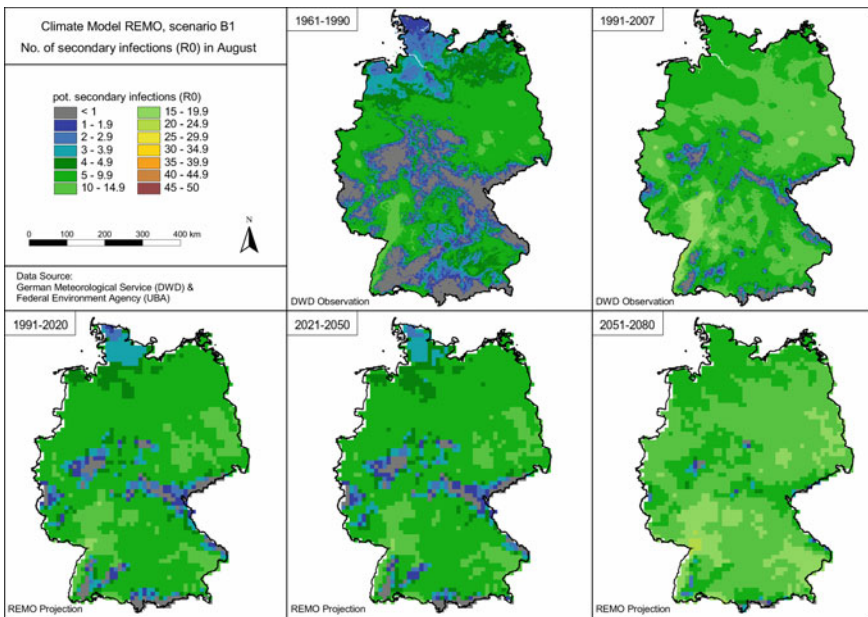 Climate Model REMO, scenario B1
No. of secondary infections (R0) in August
pot. secondary infections (R0)
< 1
1 - 1.9
2 - 2.9
3 - 3.9
4 - 4.9
5 - 9.9
10 - 14.9
15 - 19.9
20 - 24.9
25 - 29.9
30 - 34.9
35 - 39.9
40 - 44.9
45 - 50
N
0 100 200 300 400 km
Data Source:
German Meteorological Service (DWD) &
Federal Environment Agency (UBA)
1961-1990
DWD Observation
1991-2007
DWD Observation
1991-2020
REMO Projection
2021-2050
REMO Projection
2051-2080
REMO Projection